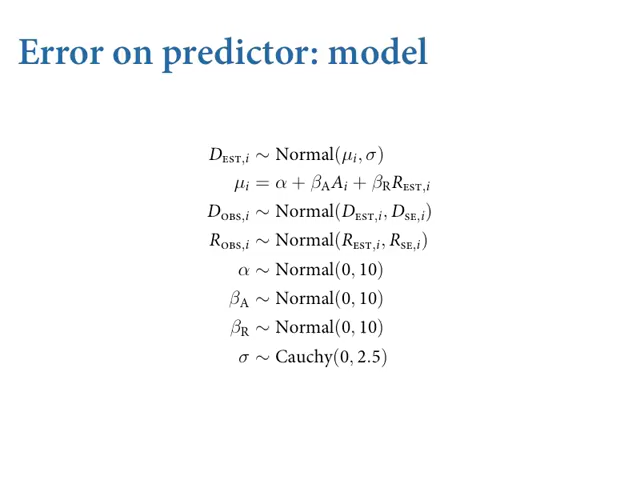 Error on predictor: model
D_EST,i ~ Normal(μ_i, σ)
μ_i = α + β_A A_i + β_R R_EST,i
D_OBS,i ~ Normal(D_EST,i, D_SE,i)
R_OBS,i ~ Normal(R_EST,i, R_SE,i)
α ~ Normal(0, 10)
β_A ~ Normal(0, 10)
β_R ~ Normal(0, 10)
σ ~ Cauchy(0, 2.5)